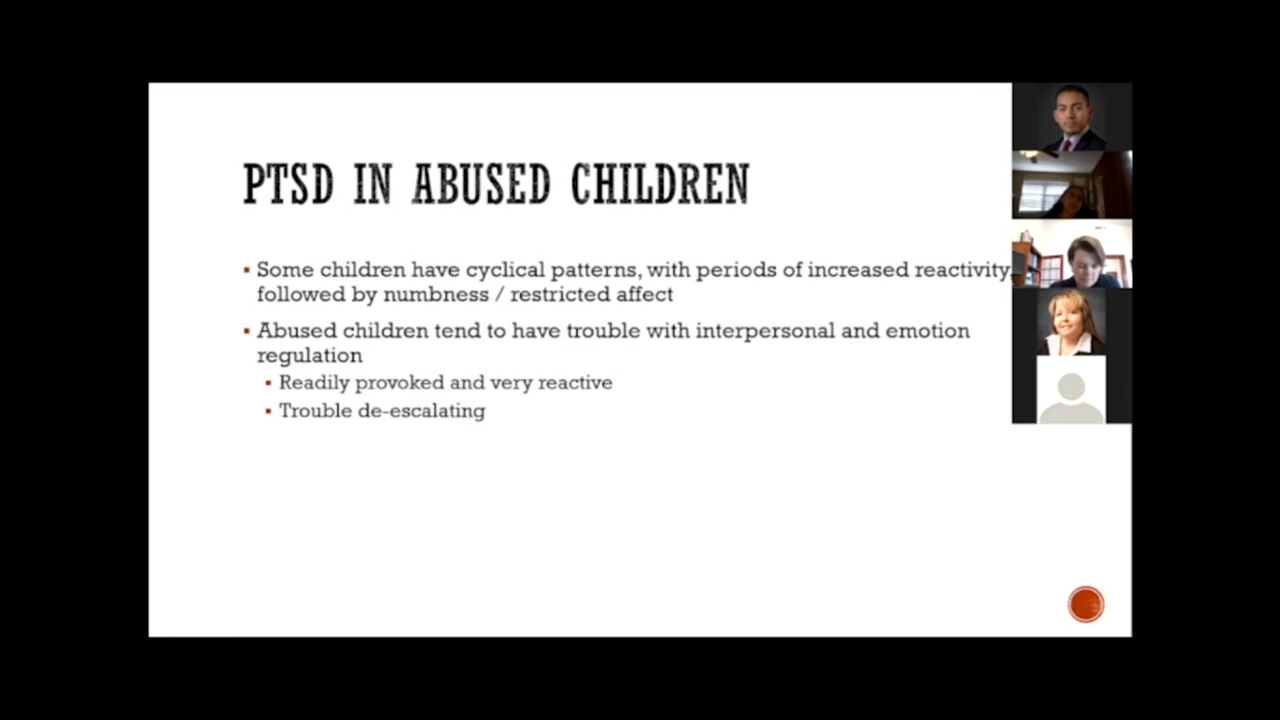 PTSD IN ABUSED CHILDREN
Some children have cyclical patterns, with periods of increased reactivity,
followed by numbness / restricted affect
Abused children tend to have trouble with interpersonal and emotion
regulation
Readily provoked and very reactive
Trouble de-escalating